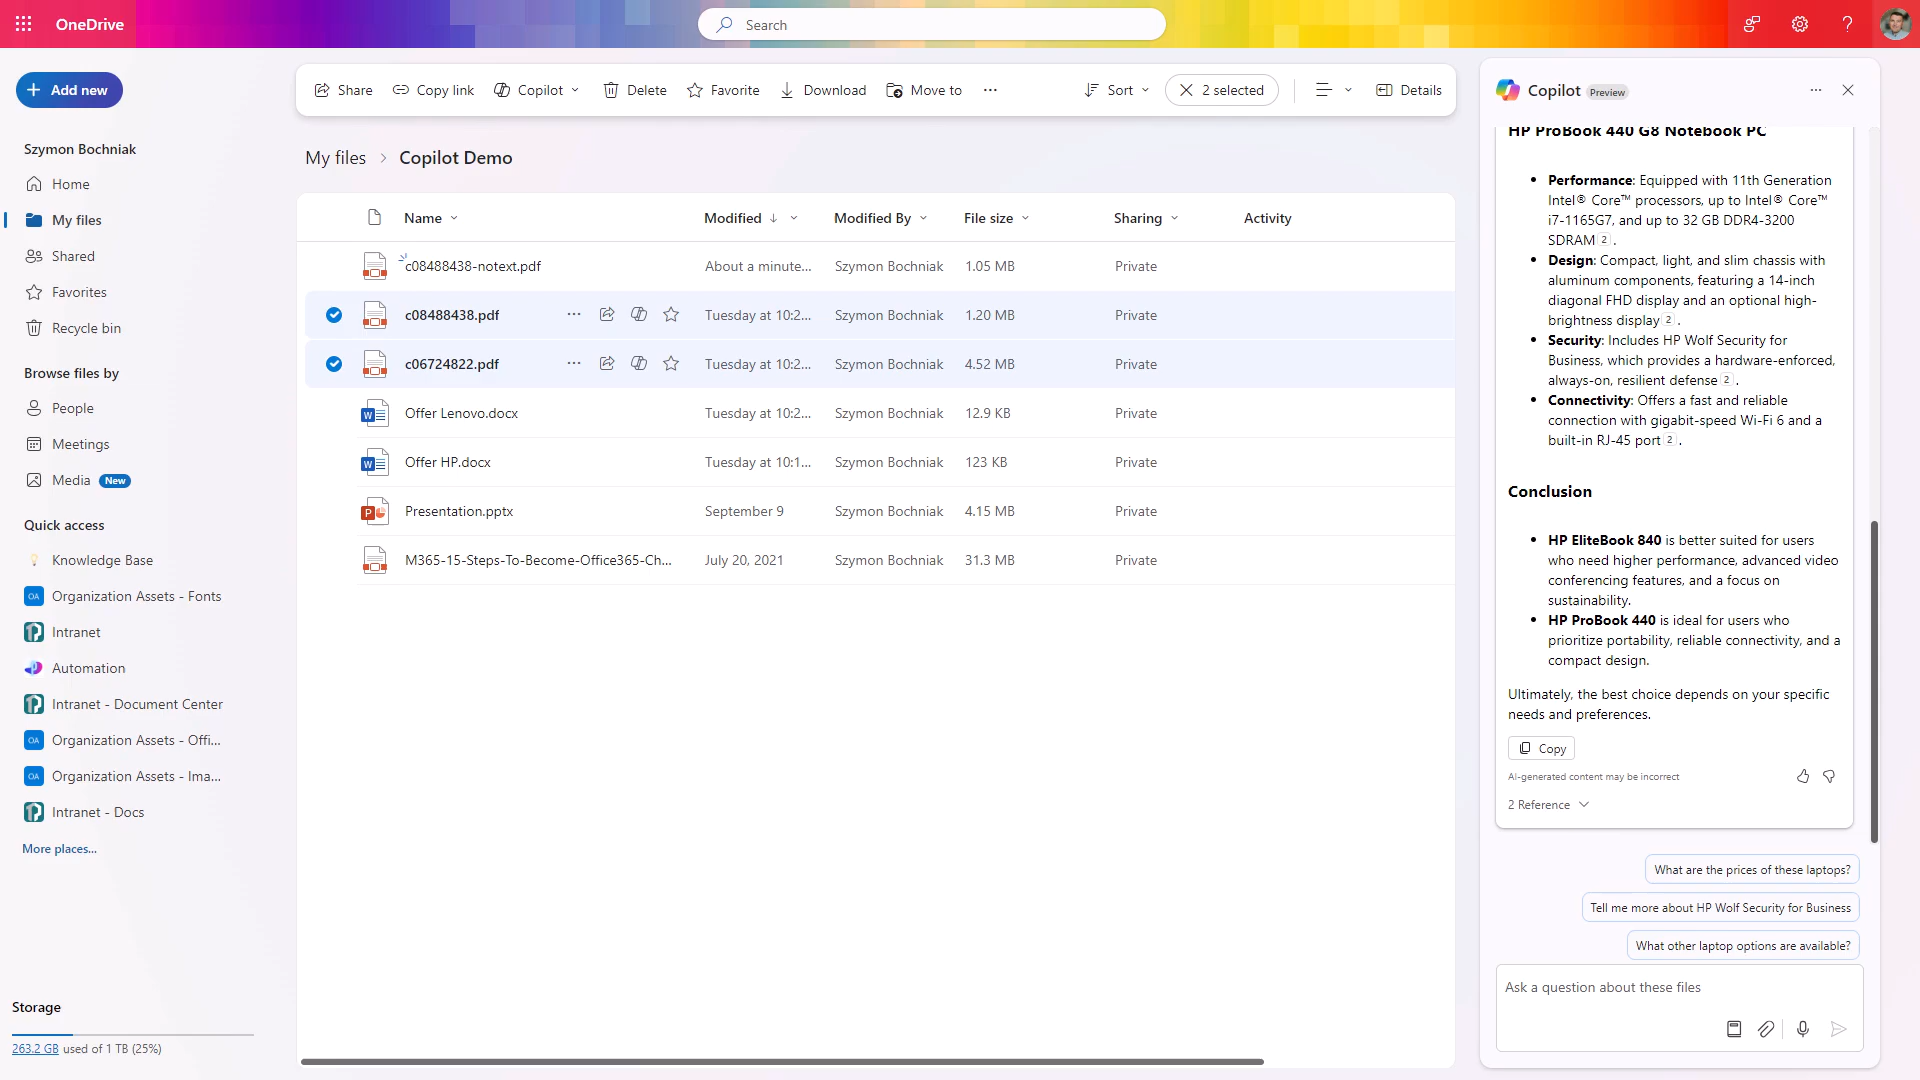 OneDrive
Search
Add new
Szymon Bochniak
Home
My files
Shared
Favorites
Recycle bin
Browse files by
People
Meetings
Media New
Quick access
Knowledge Base
OA Organization Assets - Fonts
Intranet
Automation
Intranet - Document Center
OA Organization Assets - Offi...
OA Organization Assets - Ima...
Intranet - Docs
More places...
Storage
263.2 GB used of 1 TB (25%)
Share Copy link Copilot Delete Favorite Download Move to ... Sort 2 selected Details
My files > Copilot Demo
Name Modified ↓ Modified By File size Sharing Activity
c08488438-notext.pdf About a minute... Szymon Bochniak 1.05 MB Private
c08488438.pdf ... Tuesday at 10:2... Szymon Bochniak 1.20 MB Private
c06724822.pdf ... Tuesday at 10:2... Szymon Bochniak 4.52 MB Private
W Offer Lenovo.docx Tuesday at 10:2... Szymon Bochniak 12.9 KB Private
W Offer HP.docx Tuesday at 10:1... Szymon Bochniak 123 KB Private
P Presentation.pptx September 9 Szymon Bochniak 4.15 MB Private
M365-15-Steps-To-Become-Office365-Ch... July 20, 2021 Szymon Bochniak 31.3 MB Private
Copilot Preview ...
HP ProBook 440 G8 Notebook PC
• Performance: Equipped with 11th Generation
Intel® Core™ processors, up to Intel® Core™
i7-1165G7, and up to 32 GB DDR4-3200
SDRAM 2 .
• Design: Compact, light, and slim chassis with
aluminum components, featuring a 14-inch
diagonal FHD display and an optional high-
brightness display 2 .
• Security: Includes HP Wolf Security for
Business, which provides a hardware-enforced,
always-on, resilient defense 2 .
• Connectivity: Offers a fast and reliable
connection with gigabit-speed Wi-Fi 6 and a
built-in RJ-45 port 2 .
Conclusion
• HP EliteBook 840 is better suited for users
who need higher performance, advanced video
conferencing features, and a focus on
sustainability.
• HP ProBook 440 is ideal for users who
prioritize portability, reliable connectivity, and a
compact design.
Ultimately, the best choice depends on your specific
needs and preferences.
Copy
AI-generated content may be incorrect
2 Reference
What are the prices of these laptops?
Tell me more about HP Wolf Security for Business
What other laptop options are available?
Ask a question about these files